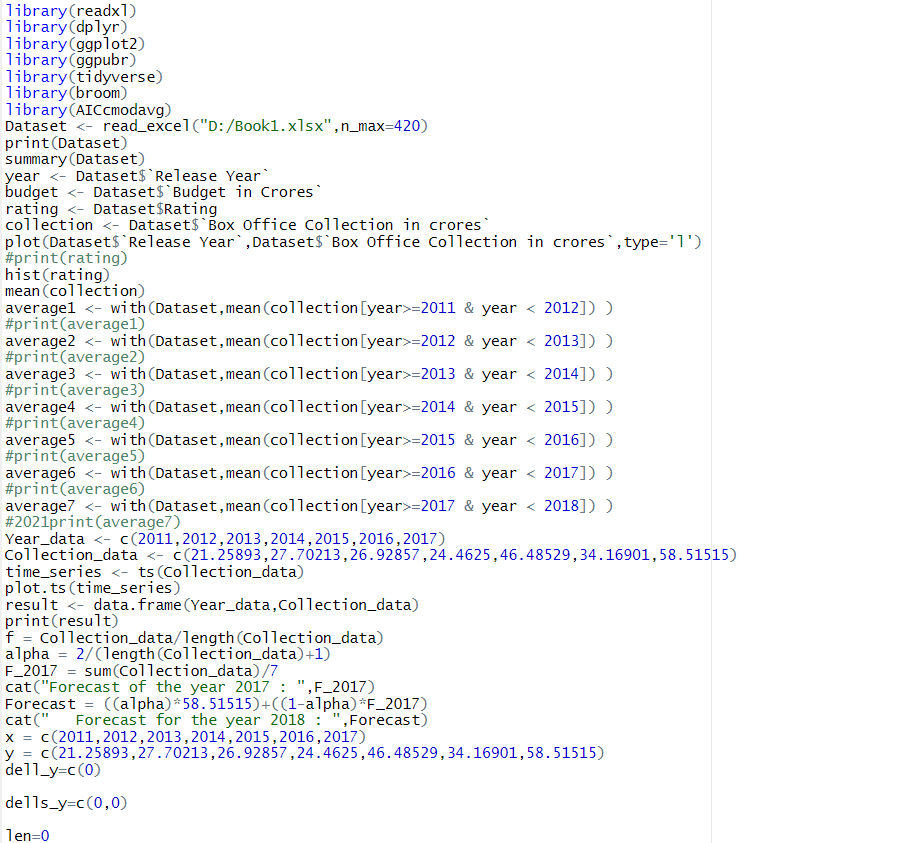 library(readxl)
library(dplyr)
library(ggplot2)
library(ggpubr)
library(tidyverse)
library(broom)
library(AICcmodavg)
Dataset <- read_excel("D:/Book1.xlsx",n_max=420)
print(Dataset)
summary(Dataset)
year <- Dataset$`Release Year`
budget <- Dataset$`Budget in Crores`
rating <- Dataset$Rating
collection <- Dataset$`Box Office Collection in crores`
plot(Dataset$`Release Year`,Dataset$`Box Office Collection in crores`,type='l')
#print(rating)
hist(rating)
mean(collection)
average1 <- with(Dataset,mean(collection[year>=2011 & year < 2012]) )
#print(average1)
average2 <- with(Dataset,mean(collection[year>=2012 & year < 2013]) )
#print(average2)
average3 <- with(Dataset,mean(collection[year>=2013 & year < 2014]) )
#print(average3)
average4 <- with(Dataset,mean(collection[year>=2014 & year < 2015]) )
#print(average4)
average5 <- with(Dataset,mean(collection[year>=2015 & year < 2016]) )
#print(average5)
average6 <- with(Dataset,mean(collection[year>=2016 & year < 2017]) )
#print(average6)
average7 <- with(Dataset,mean(collection[year>=2017 & year < 2018]) )
#2021print(average7)
Year_data <- c(2011,2012,2013,2014,2015,2016,2017)
Collection_data <- c(21.25893,27.70213,26.92857,24.4625,46.48529,34.16901,58.51515)
time_series <- ts(Collection_data)
plot.ts(time_series)
result <- data.frame(Year_data,Collection_data)
print(result)
f = Collection_data/length(Collection_data)
alpha = 2/(length(Collection_data)+1)
F_2017 = sum(Collection_data)/7
cat("Forecast of the year 2017 : ",F_2017)
Forecast = ((alpha)*58.51515)+((1-alpha)*F_2017)
cat("   Forecast for the year 2018 : ",Forecast)
x = c(2011,2012,2013,2014,2015,2016,2017)
y = c(21.25893,27.70213,26.92857,24.4625,46.48529,34.16901,58.51515)
dell_y=c(0)
dells_y=c(0,0)
len=0